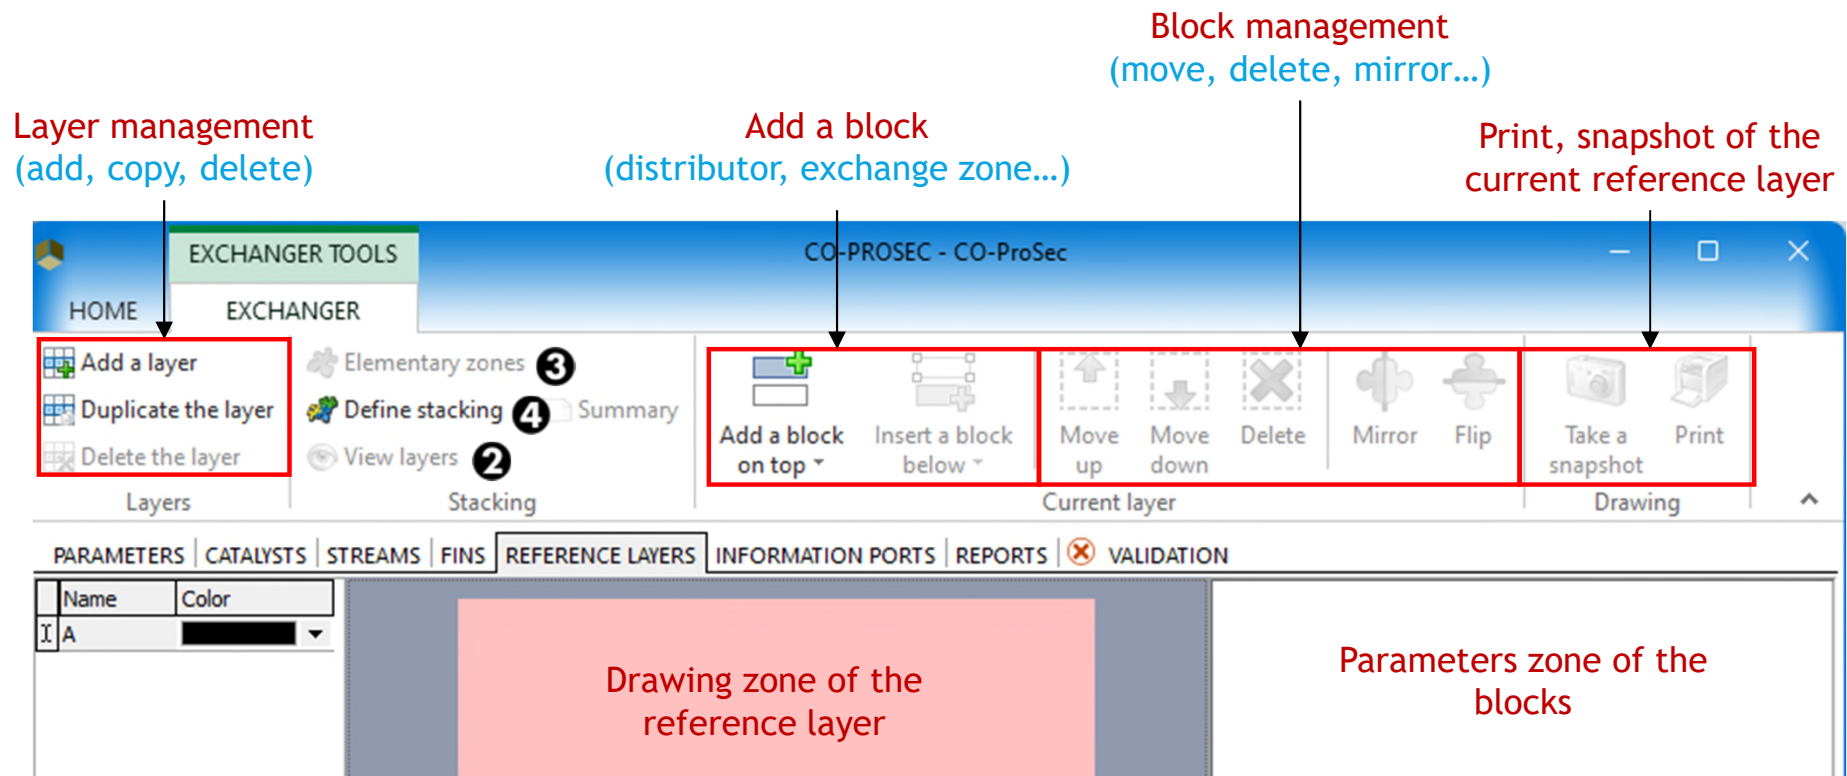 Block management
(move, delete, mirror…)
Layer management
(add, copy, delete)
Add a block
(distributor, exchange zone…)
Print, snapshot of the
current reference layer
EXCHANGER TOOLS
CO-PROSEC - CO-ProSec
HOME
EXCHANGER
Add a layer
Duplicate the layer
Delete the layer
Layers
Elementary zones 3
Define stacking 4
Summary
View layers 2
Stacking
Add a block
on top
Insert a block
below
Move
up
Move
down
Delete
Mirror
Flip
Current layer
Take a
snapshot
Print
Drawing
PARAMETERS CATALYSTS STREAMS FINS REFERENCE LAYERS INFORMATION PORTS REPORTS VALIDATION
Name Color
A
Drawing zone of the
reference layer
Parameters zone of the
blocks